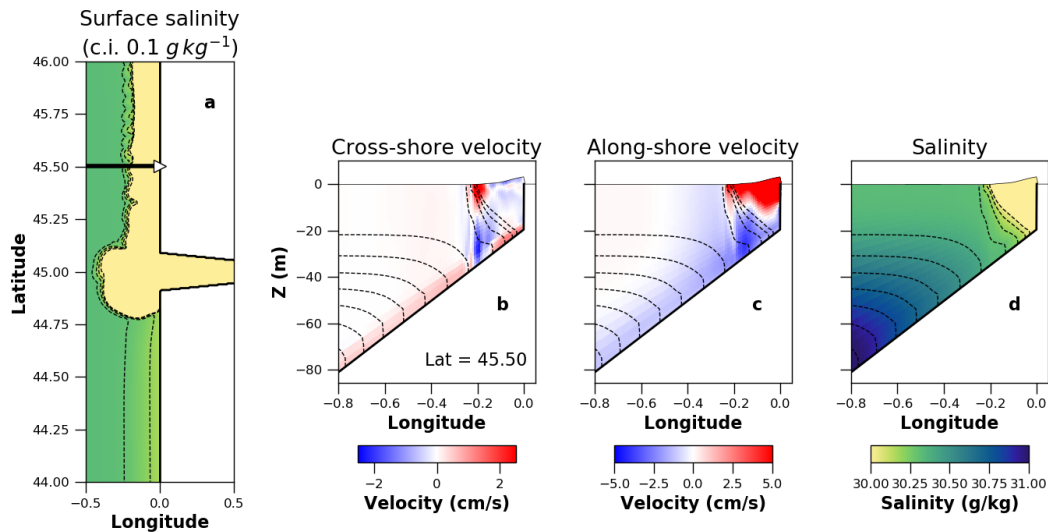 Surface salinity
(c.i. 0.1 g kg⁻¹)
46.00
45.75
45.50
45.25
45.00
44.75
44.50
44.25
44.00
Latitude
−0.5
0.0
0.5
Longitude
a
Cross-shore velocity
0
−20
−40
−60
−80
Z (m)
b
Lat = 45.50
−0.8
−0.6
−0.4
−0.2
0.0
Longitude
−2
0
2
Velocity (cm/s)
Along-shore velocity
c
−0.8
−0.6
−0.4
−0.2
0.0
Longitude
−5.0
−2.5
0.0
2.5
5.0
Velocity (cm/s)
Salinity
d
−0.8
−0.6
−0.4
−0.2
0.0
Longitude
30.00
30.25
30.50
30.75
31.00
Salinity (g/kg)